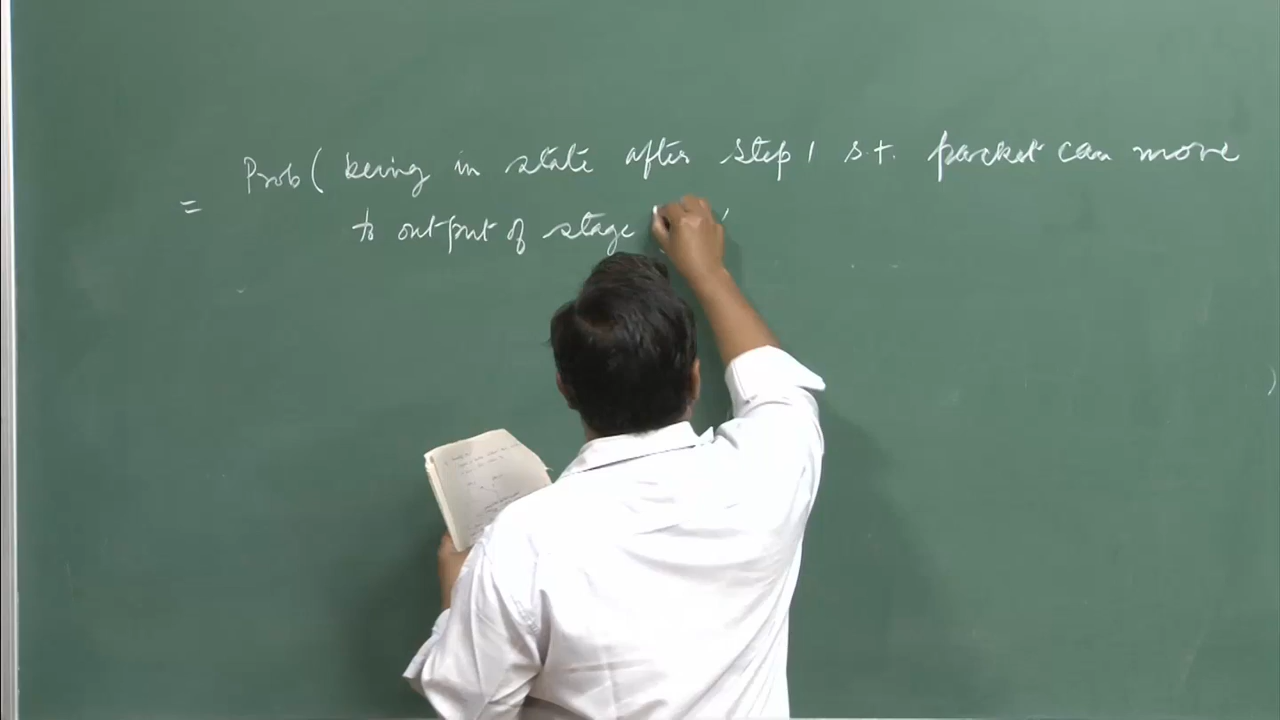 = Prob( being in state after step 1 s.t. packet can move
to output of stage
)